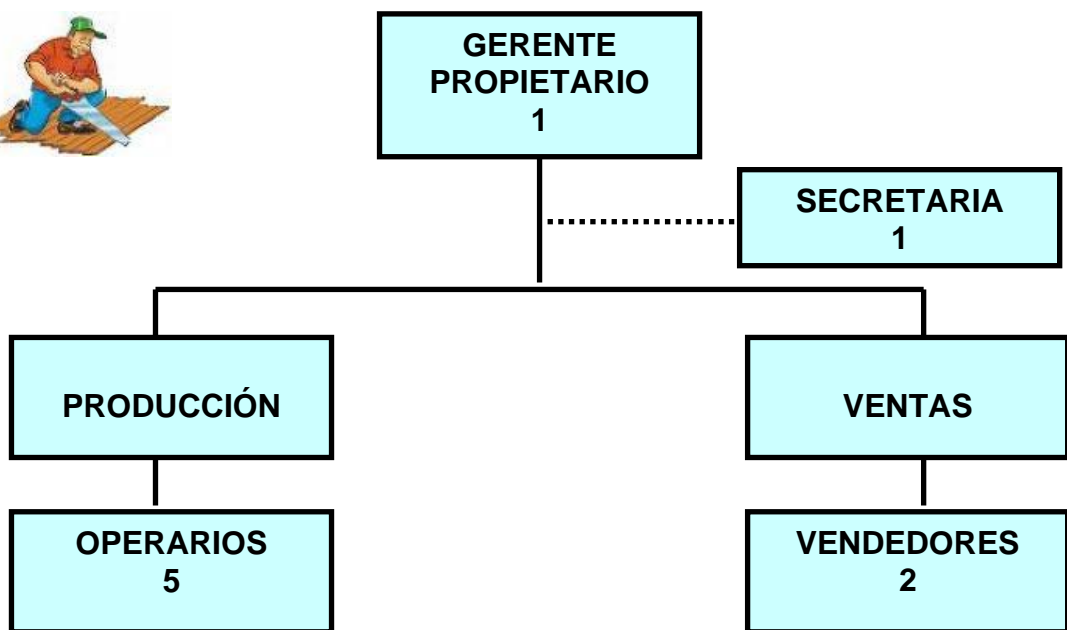 GERENTE
PROPIETARIO
1
SECRETARIA
1
PRODUCCIÓN
VENTAS
OPERARIOS
5
VENDEDORES
2